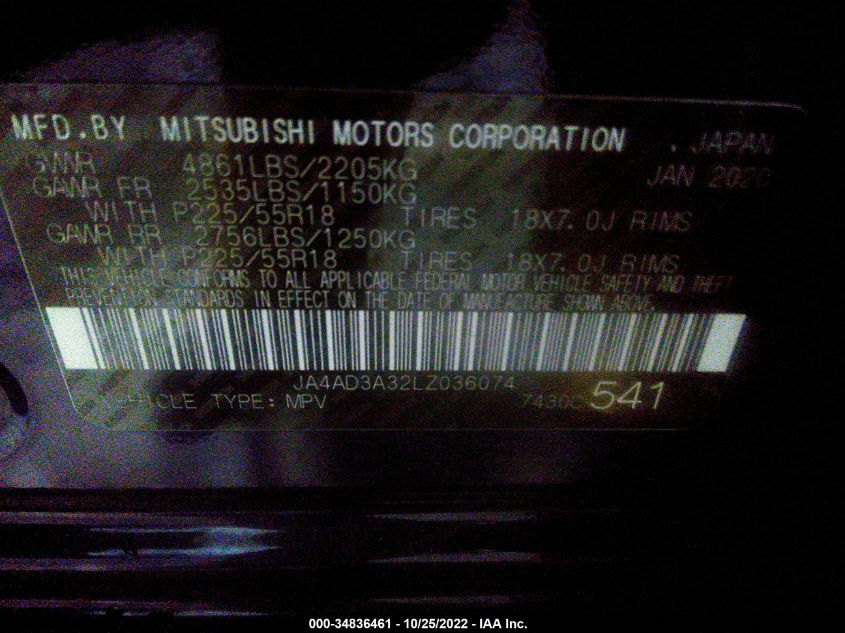 MFD.BY MITSUBISHI MOTORS CORPORATION , JAPAN
GVWR 4861LBS/2205KG JAN 2020
GAWR FR 2535LBS/1150KG
WITH P225/55R18 TIRES 18X7.0J RIMS
GAWR RR 2756LBS/1250KG
WITH P225/55R18 TIRES 18X7.0J RIMS
THIS VEHICLE CONFORMS TO ALL APPLICABLE FEDERAL MOTOR VEHICLE SAFETY AND THEFT
PREVENTION STANDARDS IN EFFECT ON THE DATE OF MANUFACTURE SHOWN ABOVE.
JA4AD3A32LZ036074
VEHICLE TYPE: MPV 7430C 541
000-34836461 - 10/25/2022 - IAA Inc.